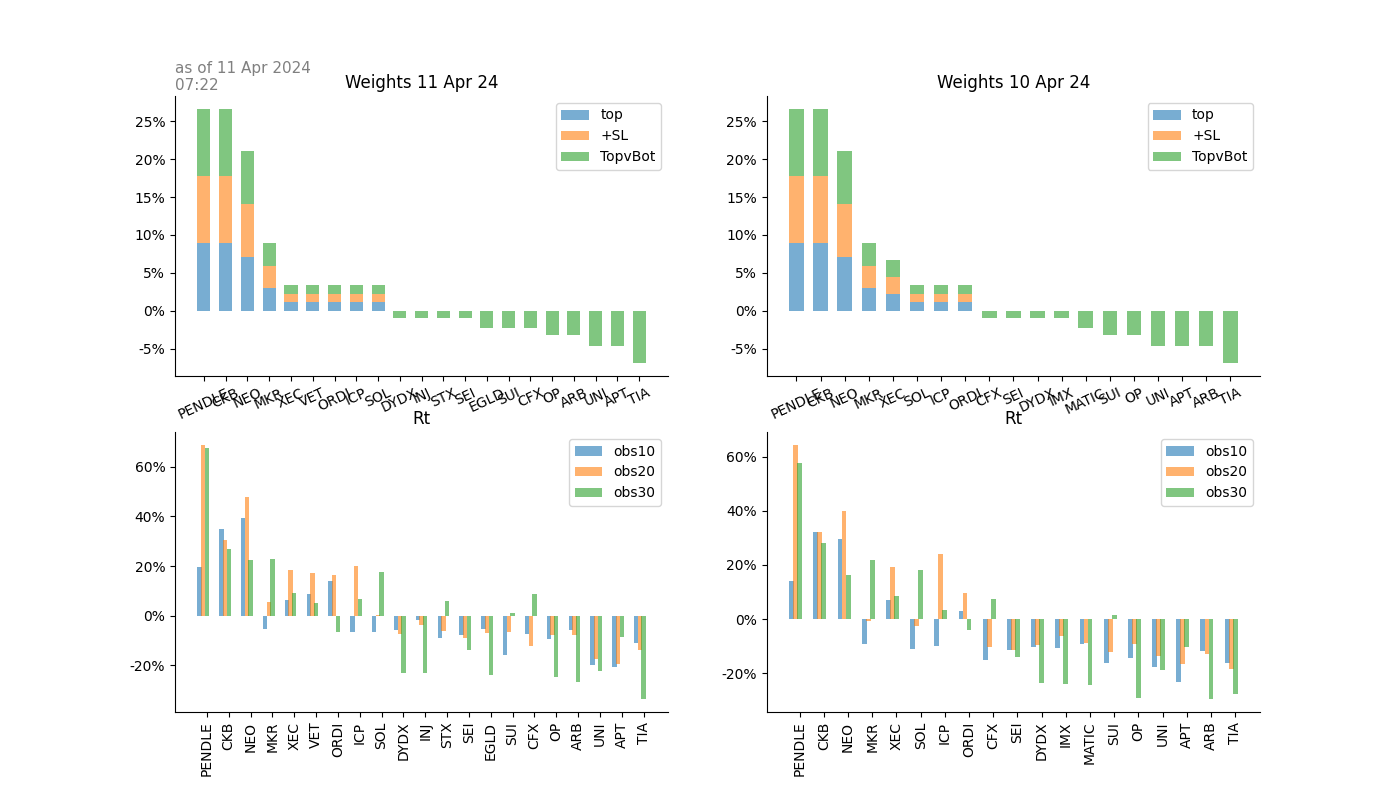 as of 11 Apr 2024
07:22
Weights 11 Apr 24
25%
20%
15%
10%
5%
0%
-5%
top
+SL
TopvBot
PENDLE CKB NEO MKR XEC VET ORDI ICP SOL DYDX INJ STX SEI EGLD SUI CFX OP ARB UNI APT TIA
Weights 10 Apr 24
25%
20%
15%
10%
5%
0%
-5%
top
+SL
TopvBot
PENDLE CKB NEO MKR XEC SOL ICP ORDI CFX SEI DYDX IMX MATIC SUI OP UNI APT ARB TIA
Rt
60%
40%
20%
0%
-20%
obs10
obs20
obs30
PENDLE CKB NEO MKR XEC VET ORDI ICP SOL DYDX INJ STX SEI EGLD SUI CFX OP ARB UNI APT TIA
Rt
60%
40%
20%
0%
-20%
obs10
obs20
obs30
PENDLE CKB NEO MKR XEC SOL ICP ORDI CFX SEI DYDX IMX MATIC SUI OP UNI APT ARB TIA